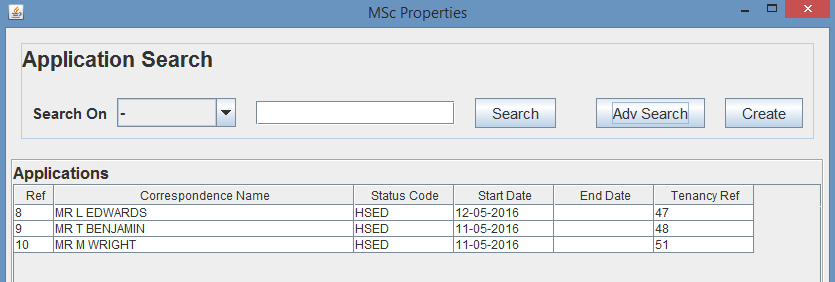 MSc Properties
Application Search
Search On - Search Adv Search Create
Applications
Ref Correspondence Name Status Code Start Date End Date Tenancy Ref
8 MR L EDWARDS HSED 12-05-2016 47
9 MR T BENJAMIN HSED 11-05-2016 48
10 MR M WRIGHT HSED 11-05-2016 51